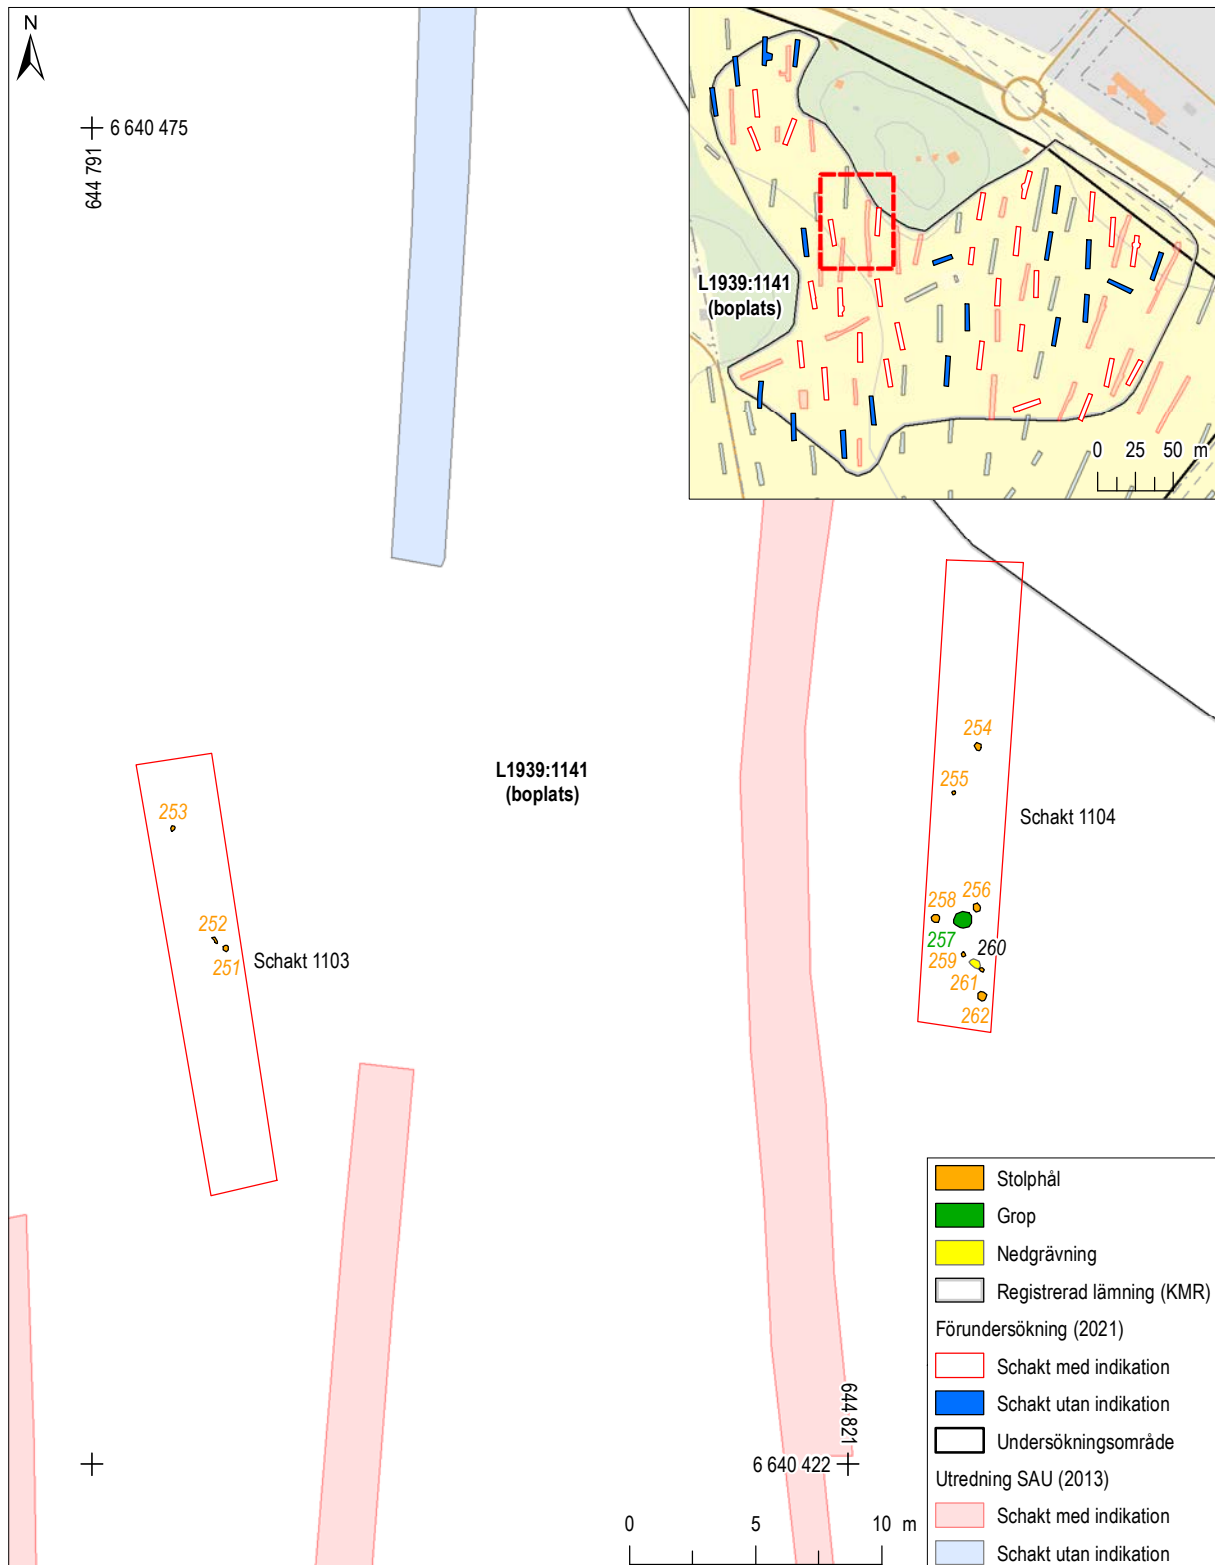 N
6 640 475
644 791
L1939:1141
(boplats)
0 25 50 m
L1939:1141
(boplats)
253
252
251
Schakt 1103
254
255
Schakt 1104
256
258
257
260
259
261
262
644 821
6 640 422
0 5 10 m
Stolphål
Grop
Nedgrävning
Registrerad lämning (KMR)
Förundersökning (2021)
Schakt med indikation
Schakt utan indikation
Undersökningsområde
Utredning SAU (2013)
Schakt med indikation
Schakt utan indikation